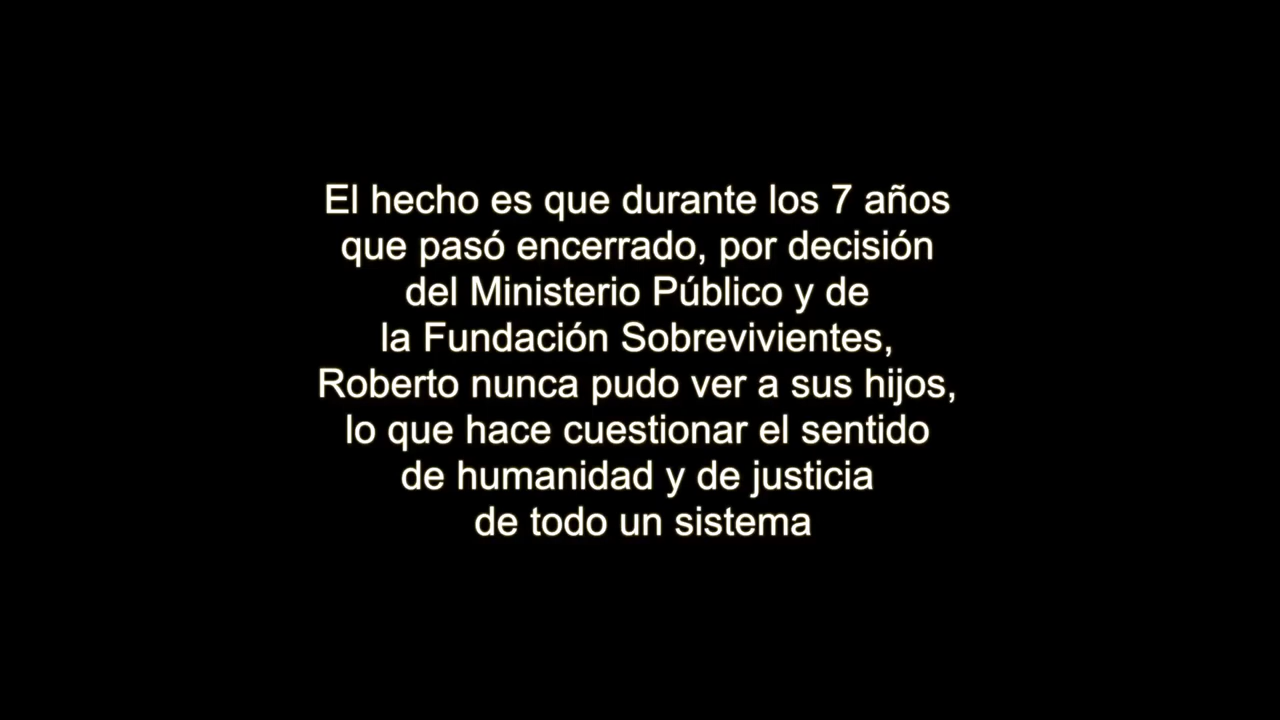 El hecho es que durante los 7 años
que pasó encerrado, por decisión
del Ministerio Público y de
la Fundación Sobrevivientes,
Roberto nunca pudo ver a sus hijos,
lo que hace cuestionar el sentido
de humanidad y de justicia
de todo un sistema